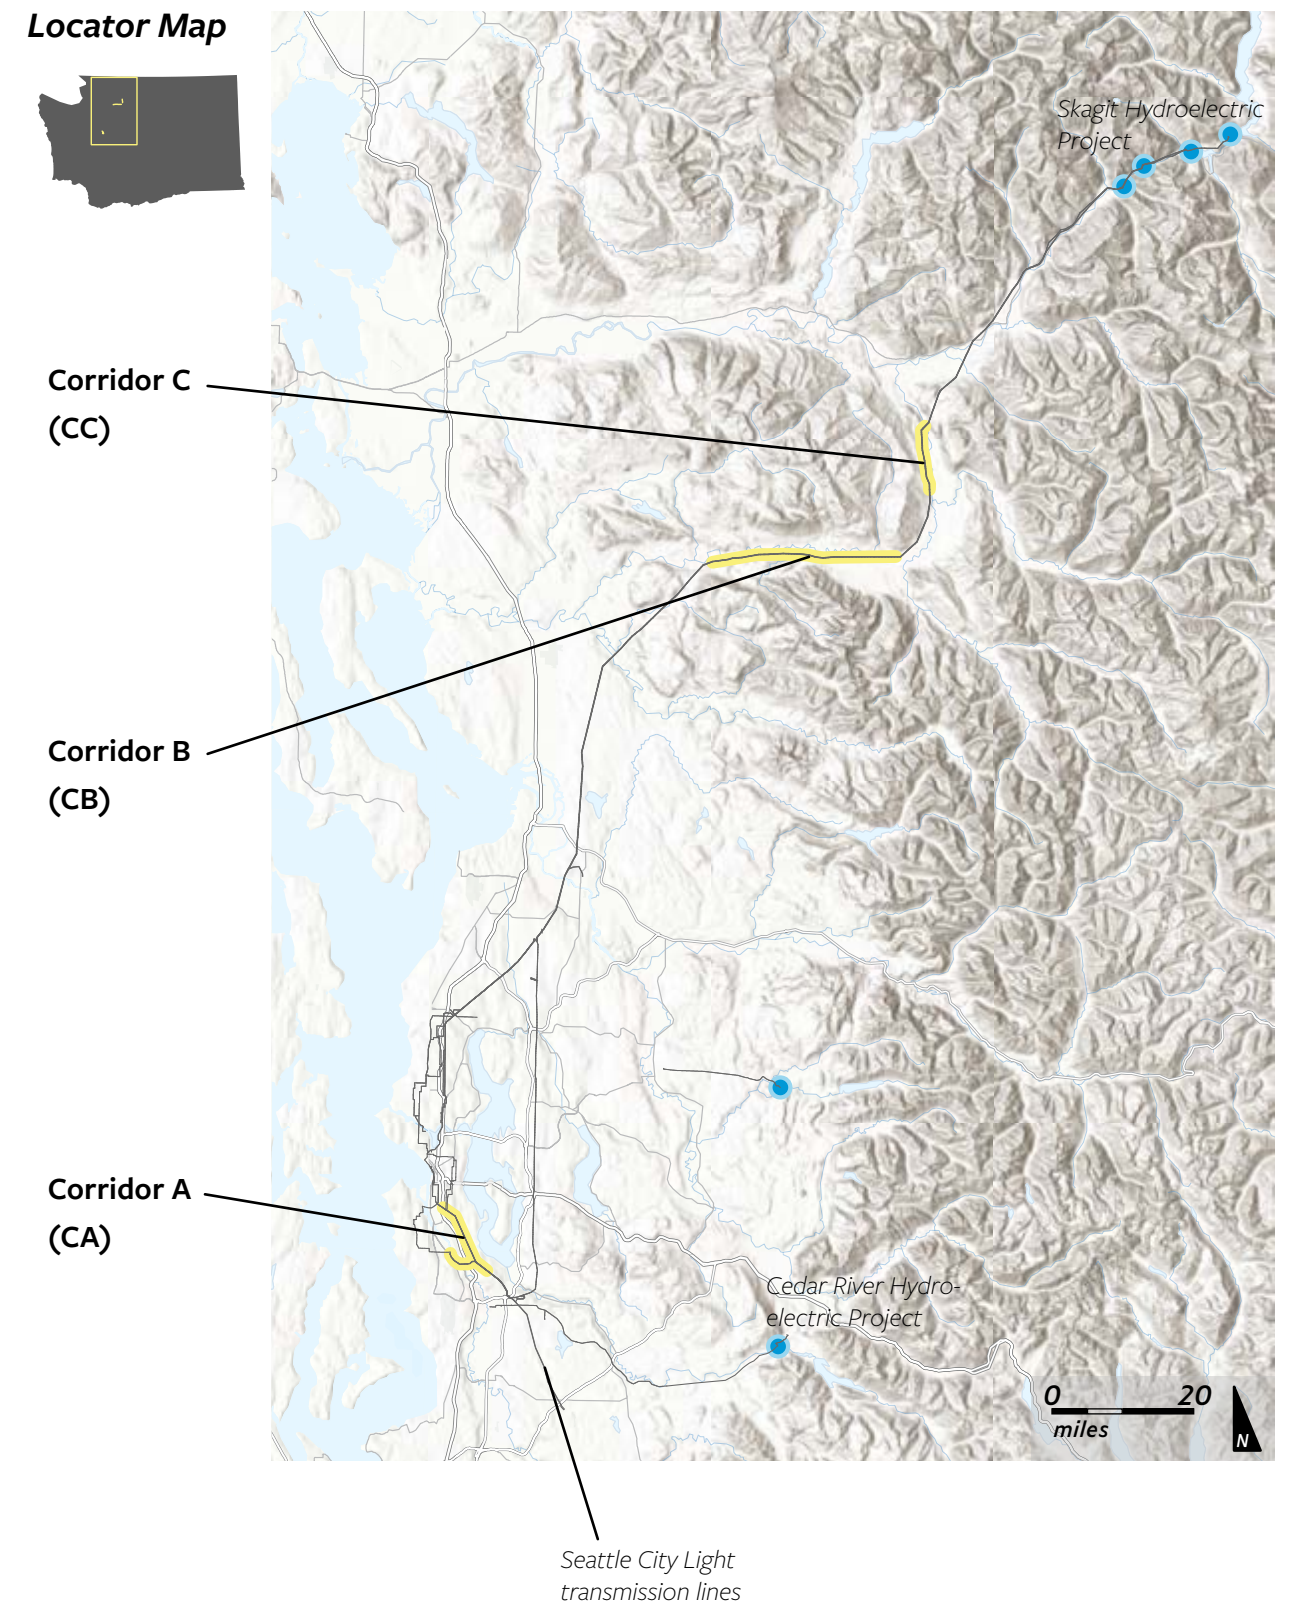 Locator Map
Skagit Hydroelectric
Project
Corridor C
(CC)
Corridor B
(CB)
Corridor A
(CA)
Cedar River Hydro-
electric Project
0 20
miles
N
Seattle City Light
transmission lines